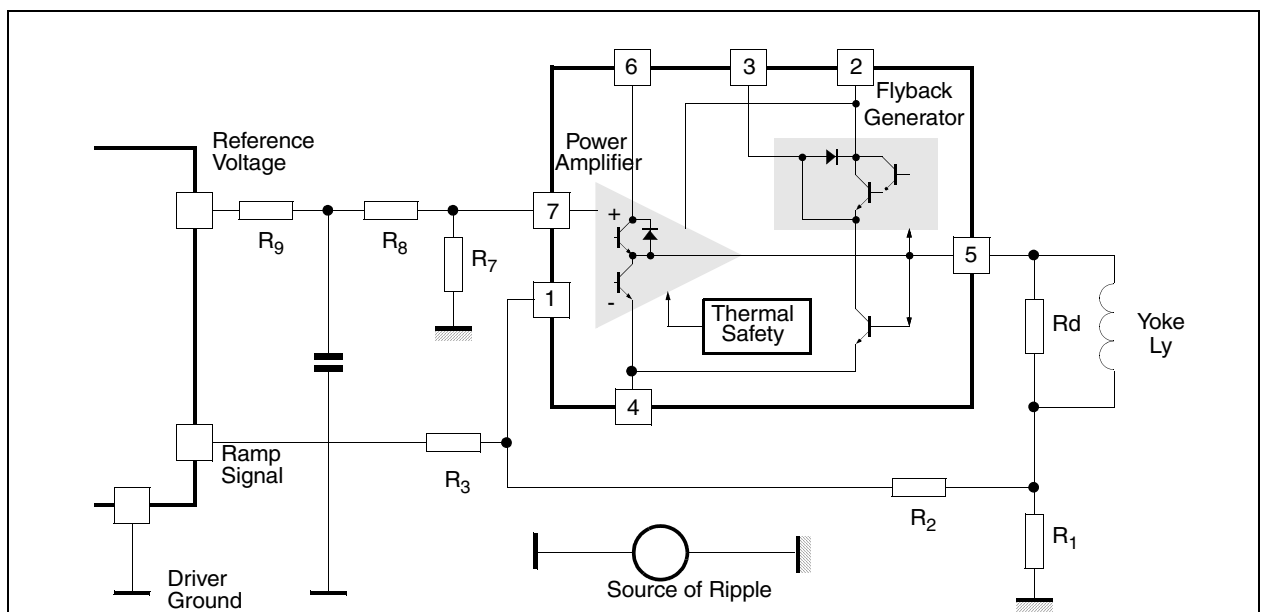 6
3
2
Flyback
Generator
Reference
Voltage
Power
Amplifier
R9
R8
R7
7
+
1
-
5
Thermal
Safety
Rd
Yoke
Ly
4
Ramp
Signal
R3
R2
R1
Driver
Ground
Source of Ripple